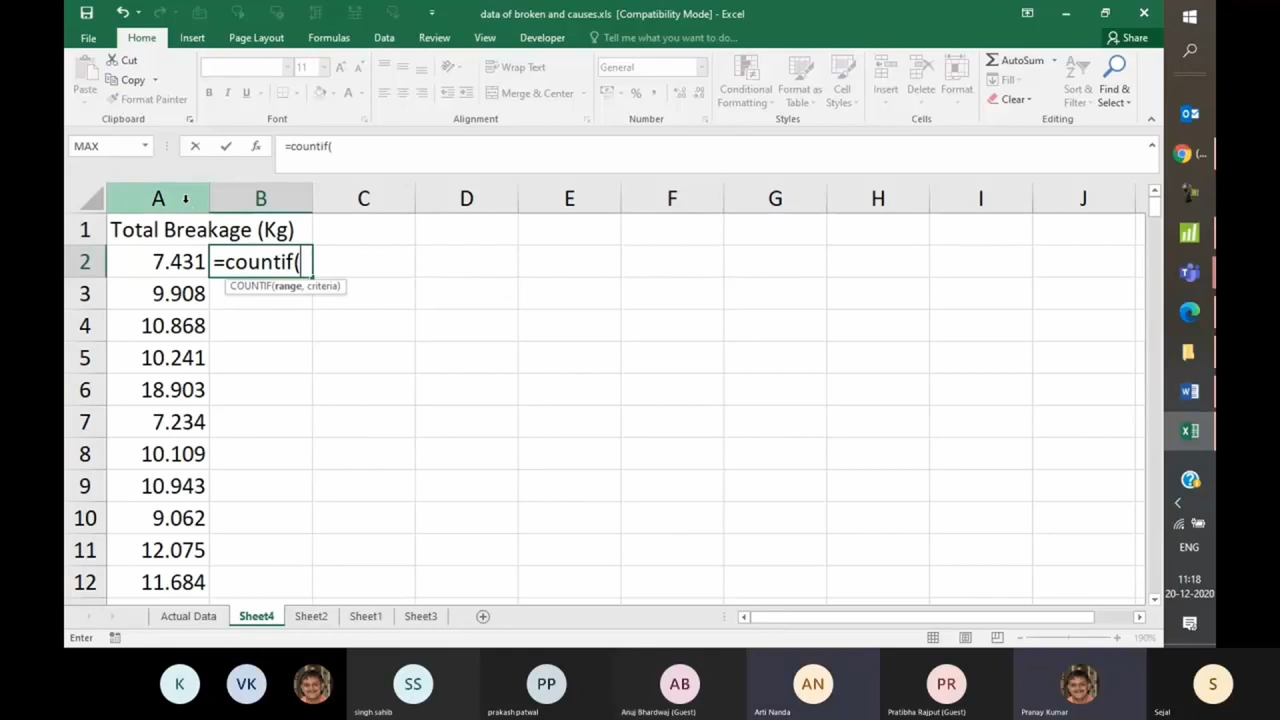 data of broken and causes.xls [Compatibility Mode] - Excel
File Home Insert Page Layout Formulas Data Review View Developer Tell me what you want to do... Share
Paste
Cut
Copy
Format Painter
11
B I U
Wrap Text
Merge & Center
General
%
Conditional Formatting
Format as Table
Cell Styles
Insert Delete Format
AutoSum
Fill
Clear
Sort & Filter
Find & Select
Clipboard Font Alignment Number Styles Cells Editing
MAX fx =countif(
A B C D E F G H I J
1 Total Breakage (Kg)
2 7.431 =countif(
COUNTIF(range, criteria)
3 9.908
4 10.868
5 10.241
6 18.903
7 7.234
8 10.109
9 10.943
10 9.062
11 12.075
12 11.684
Actual Data Sheet4 Sheet2 Sheet1 Sheet3
Enter 190%
ENG
11:18
20-12-2020
K VK SS PP AB AN PR S
singh sahib prakash patwal Anuj Bhardwaj (Guest) Arti Nanda Pratibha Rajput (Guest) Pranay Kumar Sejal